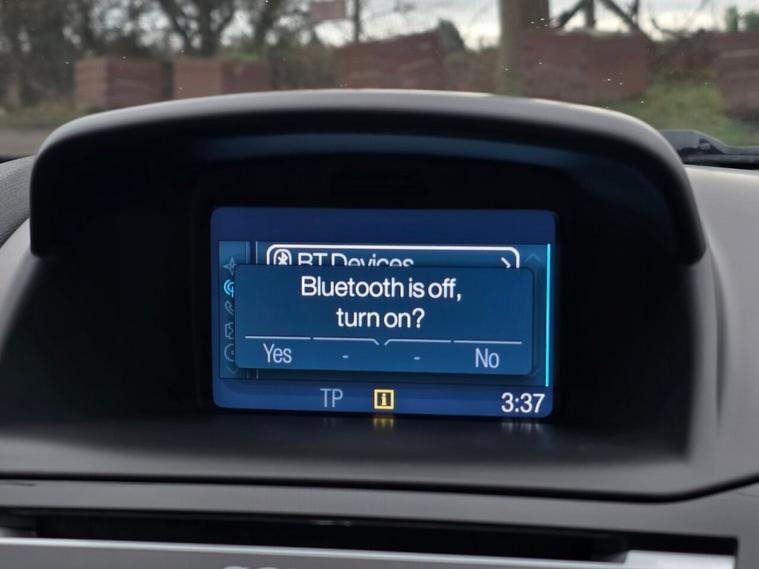 BT Devices
Bluetooth is off,
turn on?
Yes - - No
TP i 3:37